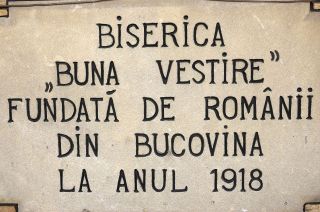 BISERICA
„BUNA VESTIRE”
FUNDATĂ DE ROMÂNII
DIN BUCOVINA
LA ANUL 1918